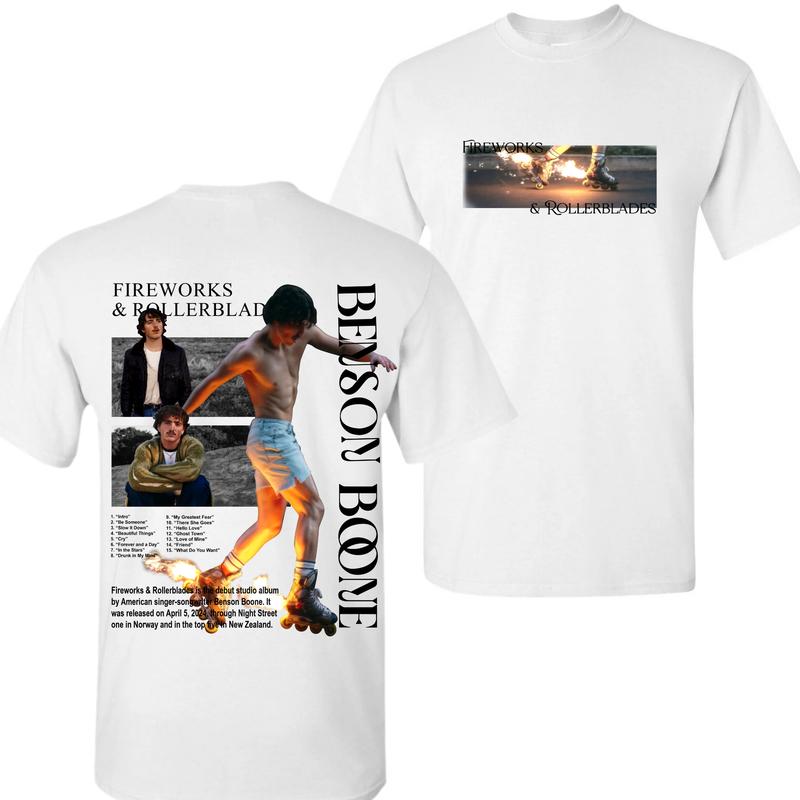 FIREWORKS
& ROLLERBLADES
FIREWORKS
& ROLLERBLAD
BENSON BOONE
1. "Intro"
2. "Be Someone"
3. "Slow It Down"
4. "Beautiful Things"
5. "Cry"
6. "Forever and a Day"
7. "In the Stars"
8. "Drunk in My Mind"
9. "My Greatest Fear"
10. "There She Goes"
11. "Hello Love"
12. "Ghost Town"
13. "Love of Mine"
14. "Friend"
15. "What Do You Want"
Fireworks & Rollerblades is the debut studio album
by American singer-songwriter Benson Boone. It
was released on April 5, 2024, through Night Street
one in Norway and in the top five in New Zealand.